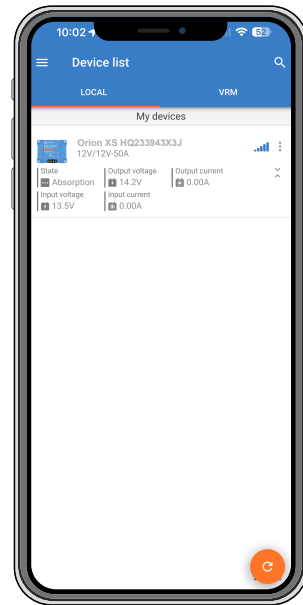 10:02
52
Device list
LOCAL VRM
My devices
Orion XS HQ233943X3J
12V/12V-50A
State Output voltage Output current
Absorption 14.2V 0.00A
Input voltage Input current
13.5V 0.00A